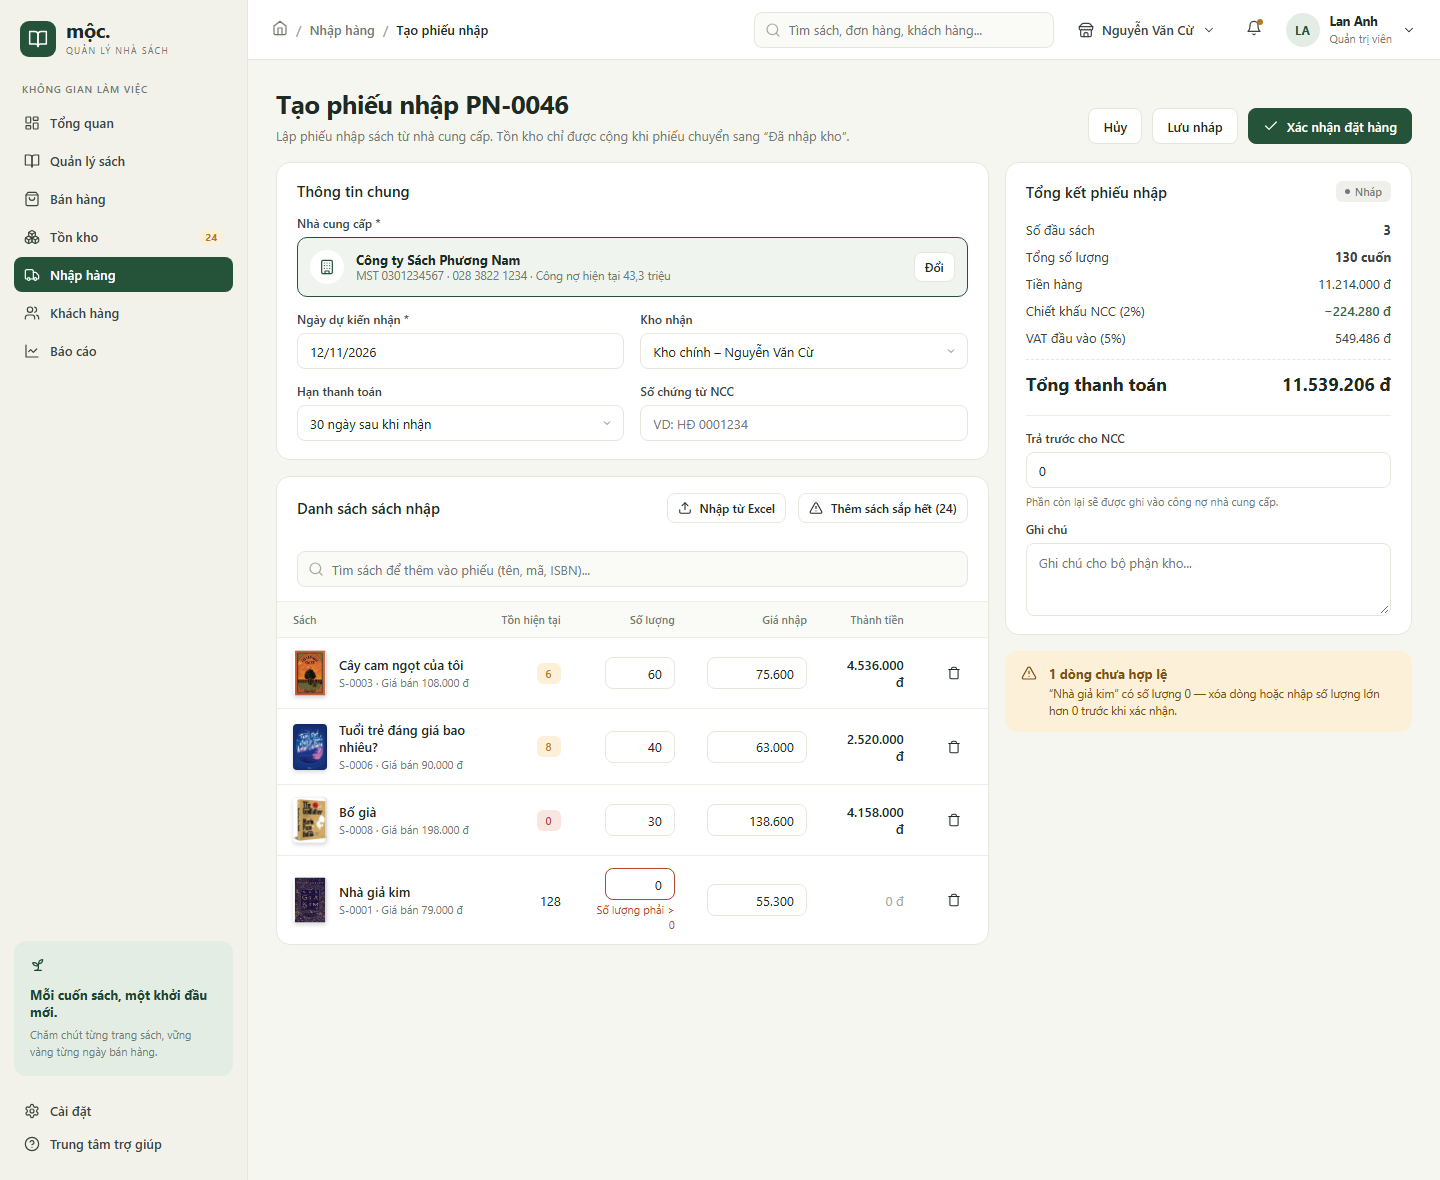 mộc.
QUẢN LÝ NHÀ SÁCH
KHÔNG GIAN LÀM VIỆC
Tổng quan
Quản lý sách
Bán hàng
Tồn kho 24
Nhập hàng
Khách hàng
Báo cáo
Mỗi cuốn sách, một khởi đầu
mới.
Chăm chút từng trang sách, vững
vàng từng ngày bán hàng.
Cài đặt
Trung tâm trợ giúp
/ Nhập hàng / Tạo phiếu nhập
Tìm sách, đơn hàng, khách hàng...
Nguyễn Văn Cừ
LA
Lan Anh
Quản trị viên
Tạo phiếu nhập PN-0046
Lập phiếu nhập sách từ nhà cung cấp. Tồn kho chỉ được cộng khi phiếu chuyển sang “Đã nhập kho”.
Hủy
Lưu nháp
Xác nhận đặt hàng
Thông tin chung
Nhà cung cấp *
Công ty Sách Phương Nam
MST 0301234567 · 028 3822 1234 · Công nợ hiện tại 43,3 triệu
Đổi
Ngày dự kiến nhận *
Kho nhận
12/11/2026
Kho chính – Nguyễn Văn Cừ
Hạn thanh toán
Số chứng từ NCC
30 ngày sau khi nhận
VD: HĐ 0001234
Danh sách sách nhập
Nhập từ Excel
Thêm sách sắp hết (24)
Tìm sách để thêm vào phiếu (tên, mã, ISBN)...
Sách Tồn hiện tại Số lượng Giá nhập Thành tiền
Cây cam ngọt của tôi
S-0003 · Giá bán 108.000 đ
6
60
75.600
4.536.000
đ
Tuổi trẻ đáng giá bao
nhiêu?
S-0006 · Giá bán 90.000 đ
8
40
63.000
2.520.000
đ
Bố già
S-0008 · Giá bán 198.000 đ
0
30
138.600
4.158.000
đ
Nhà giả kim
S-0001 · Giá bán 79.000 đ
128
0
Số lượng phải >
0
55.300
0 đ
Tổng kết phiếu nhập
Nháp
Số đầu sách 3
Tổng số lượng 130 cuốn
Tiền hàng 11.214.000 đ
Chiết khấu NCC (2%) −224.280 đ
VAT đầu vào (5%) 549.486 đ
Tổng thanh toán 11.539.206 đ
Trả trước cho NCC
0
Phần còn lại sẽ được ghi vào công nợ nhà cung cấp.
Ghi chú
Ghi chú cho bộ phận kho...
1 dòng chưa hợp lệ
“Nhà giả kim” có số lượng 0 — xóa dòng hoặc nhập số lượng lớn
hơn 0 trước khi xác nhận.